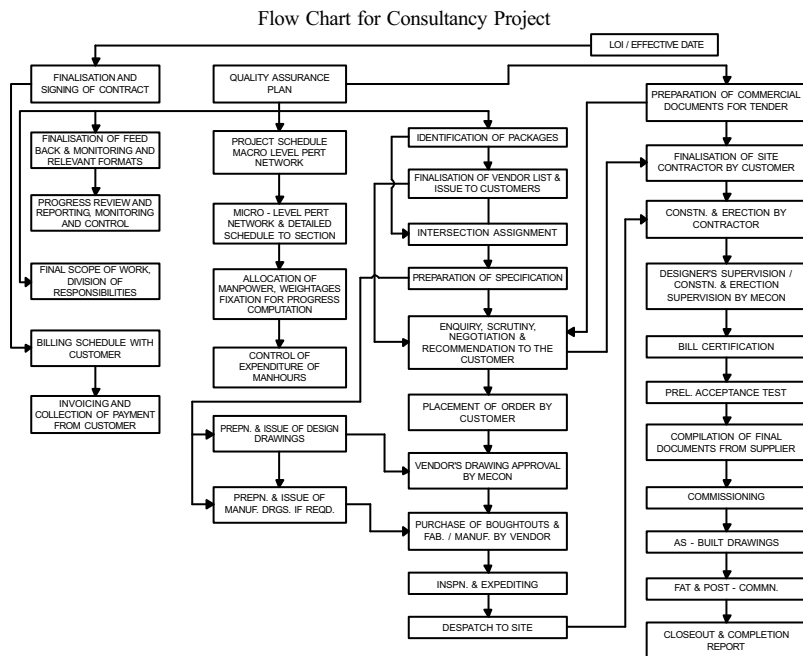 Flow Chart for Consultancy Project
LOI / EFFECTIVE DATE
FINALISATION AND
SIGNING OF CONTRACT
FINALISATION OF FEED
BACK & MONITORING AND
RELEVANT FORMATS
PROGRESS REVIEW AND
REPORTING, MONITORING
AND CONTROL
FINAL SCOPE OF WORK,
DIVISION OF
RESPONSIBILITIES
BILLING SCHEDULE WITH
CUSTOMER
INVOICING AND
COLLECTION OF PAYMENT
FROM CUSTOMER
QUALITY ASSURANCE
PLAN
PROJECT SCHEDULE
MACRO LEVEL PERT
NETWORK
MICRO - LEVEL PERT
NETWORK & DETAILED
SCHEDULE TO SECTION
ALLOCATION OF
MANPOWER, WEIGHTAGES
FIXATION FOR PROGRESS
COMPUTATION
CONTROL OF
EXPENDITURE OF
MANHOURS
PREPN. & ISSUE OF DESIGN
DRAWINGS
PREPN. & ISSUE OF
MANUF. DRGS. IF REQD.
IDENTIFICATION OF PACKAGES
FINALISATION OF VENDOR LIST &
ISSUE TO CUSTOMERS
INTERSECTION ASSIGNMENT
PREPARATION OF SPECIFICATION
ENQUIRY, SCRUTINY,
NEGOTIATION &
RECOMMENDATION TO THE
CUSTOMER
PLACEMENT OF ORDER BY
CUSTOMER
VENDOR'S DRAWING APPROVAL
BY MECON
PURCHASE OF BOUGHTOUTS &
FAB. / MANUF. BY VENDOR
INSPN. & EXPEDITING
DESPATCH TO SITE
PREPARATION OF COMMERCIAL
DOCUMENTS FOR TENDER
FINALISATION OF SITE
CONTRACTOR BY CUSTOMER
CONSTN. & ERECTION BY
CONTRACTOR
DESIGNER'S SUPERVISION /
CONSTN. & ERECTION
SUPERVISION BY MECON
BILL CERTIFICATION
PREL. ACCEPTANCE TEST
COMPILATION OF FINAL
DOCUMENTS FROM SUPPLIER
COMMISSIONING
AS - BUILT DRAWINGS
FAT & POST - COMMN.
CLOSEOUT & COMPLETION
REPORT